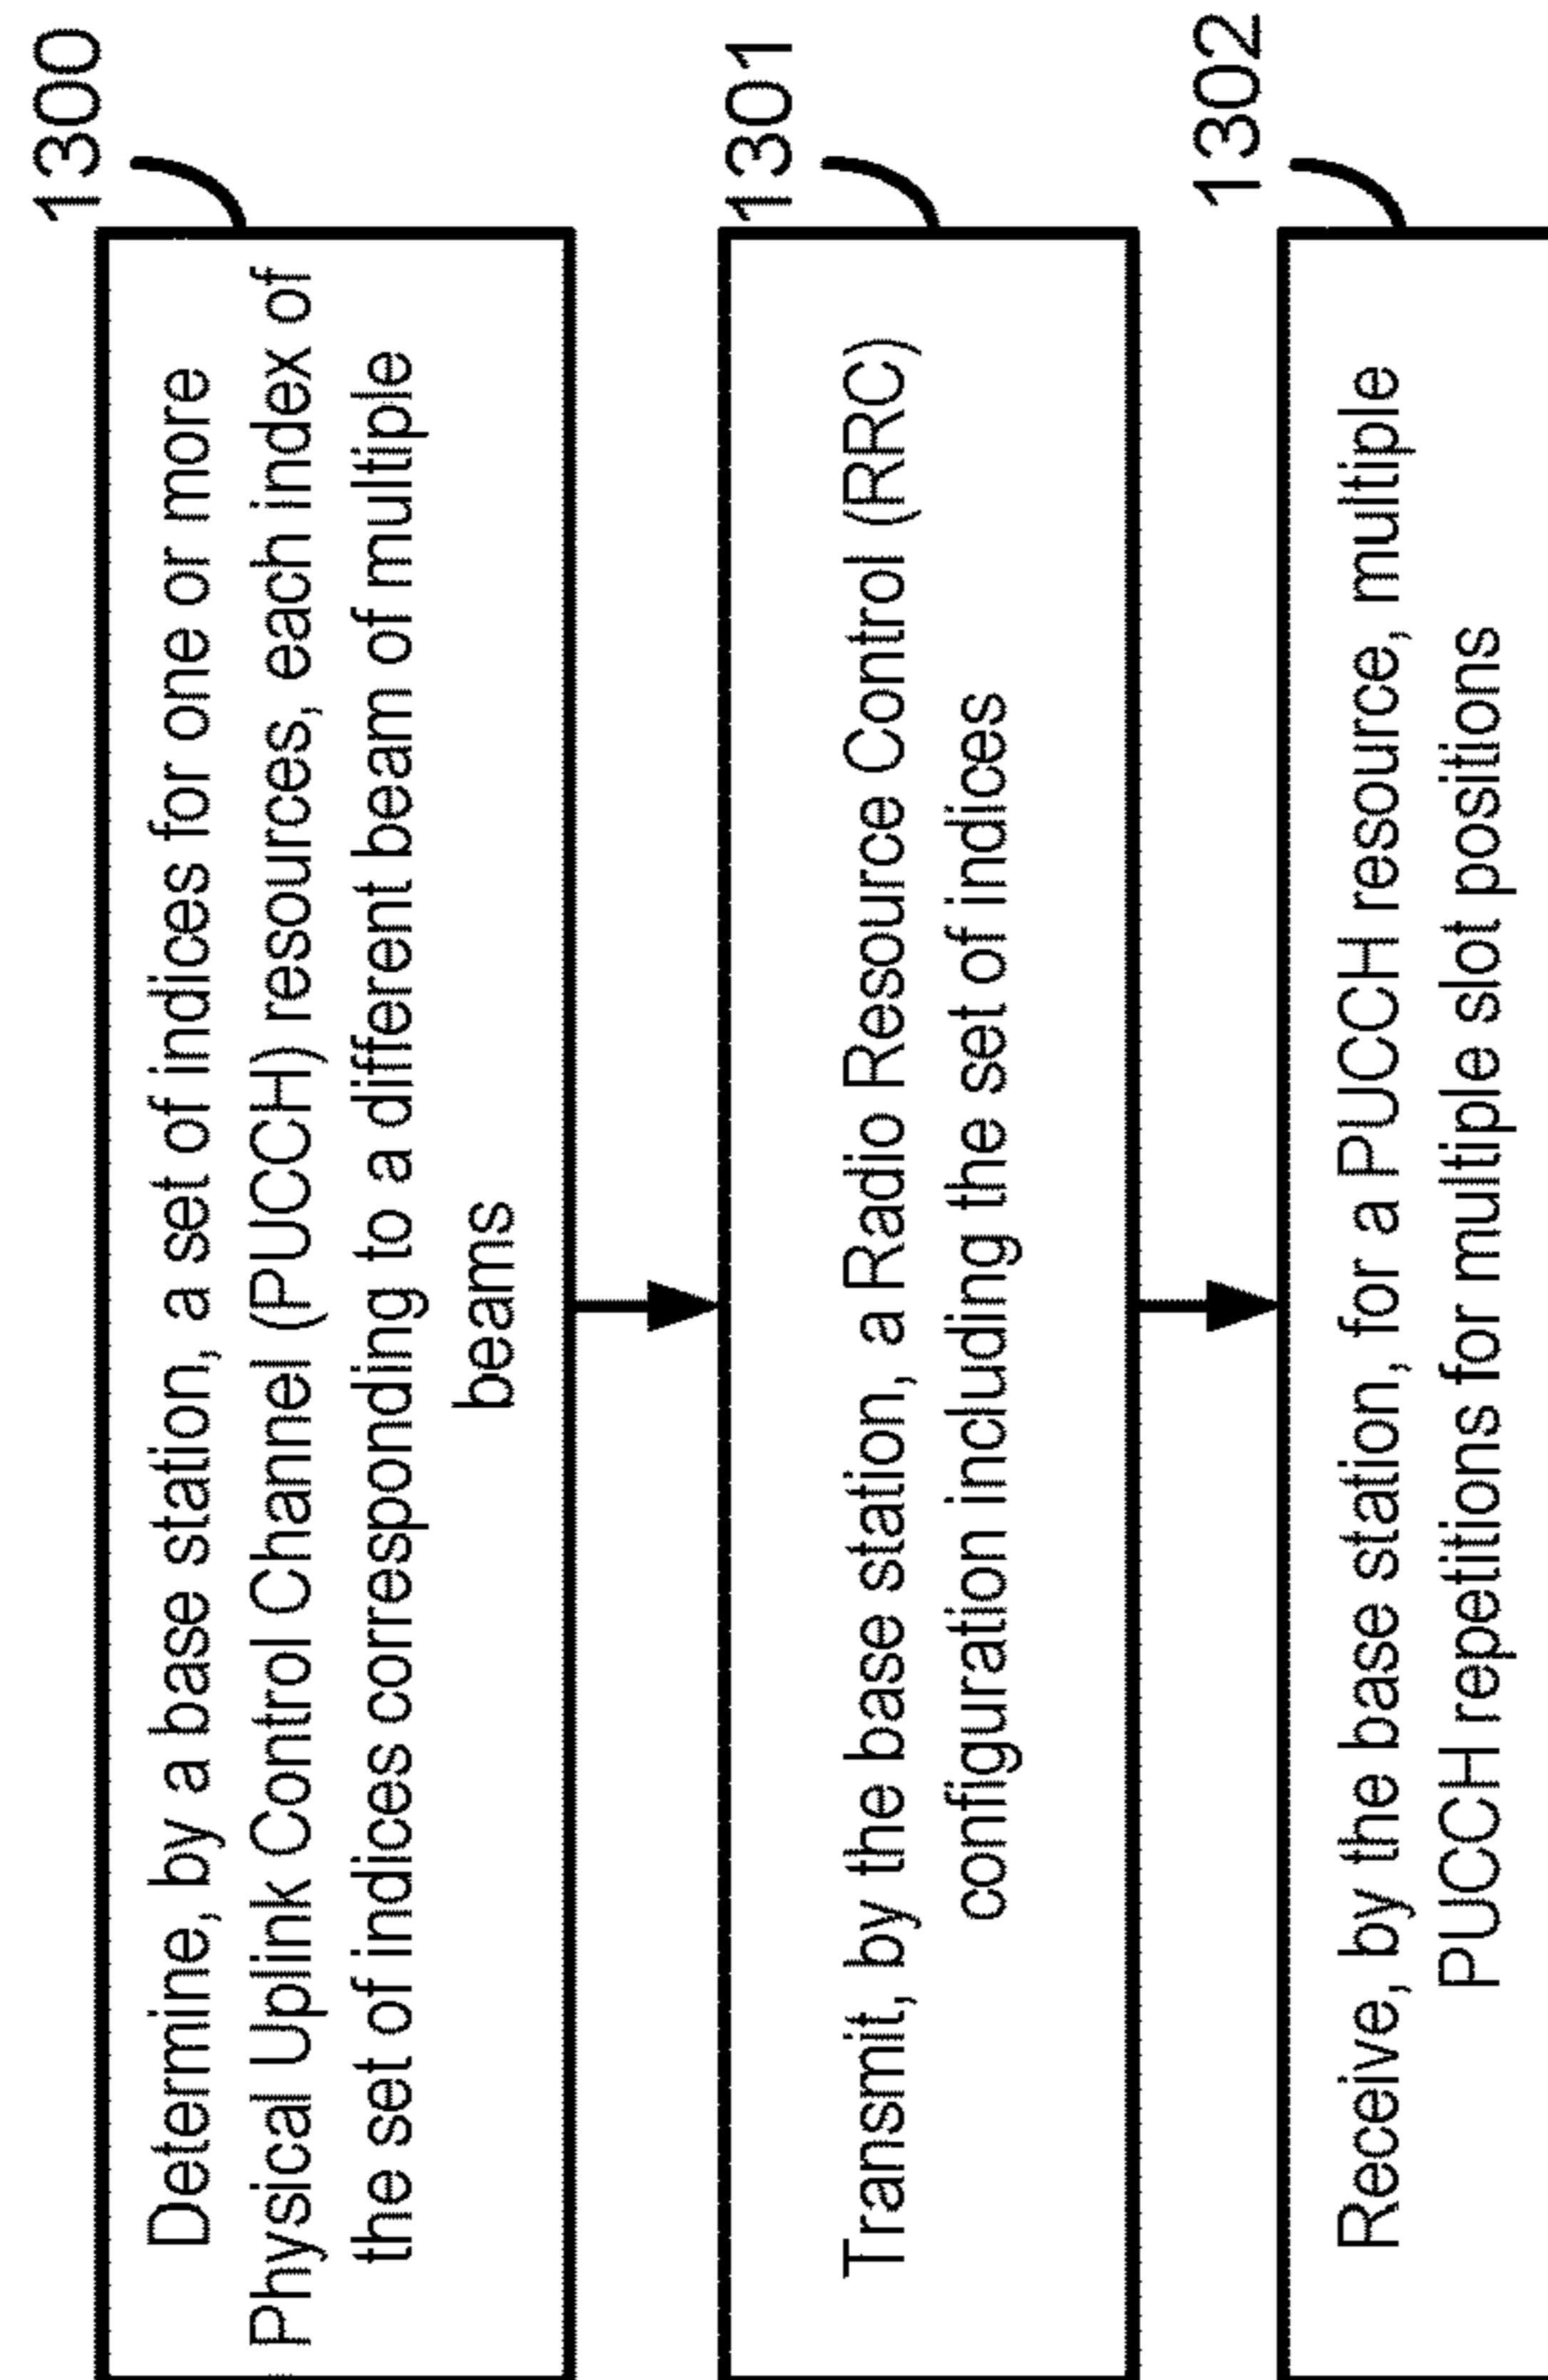 1300
Determine, by a base station, a set of indices for one or more
Physical Uplink Control Channel (PUCCH) resources, each index of
the set of indices corresponding to a different beam of multiple
beams
1301
Transmit, by the base station, a Radio Resource Control (RRC)
configuration including the set of indices
1302
Receive, by the base station, for a PUCCH resource, multiple
PUCCH repetitions for multiple slot positions